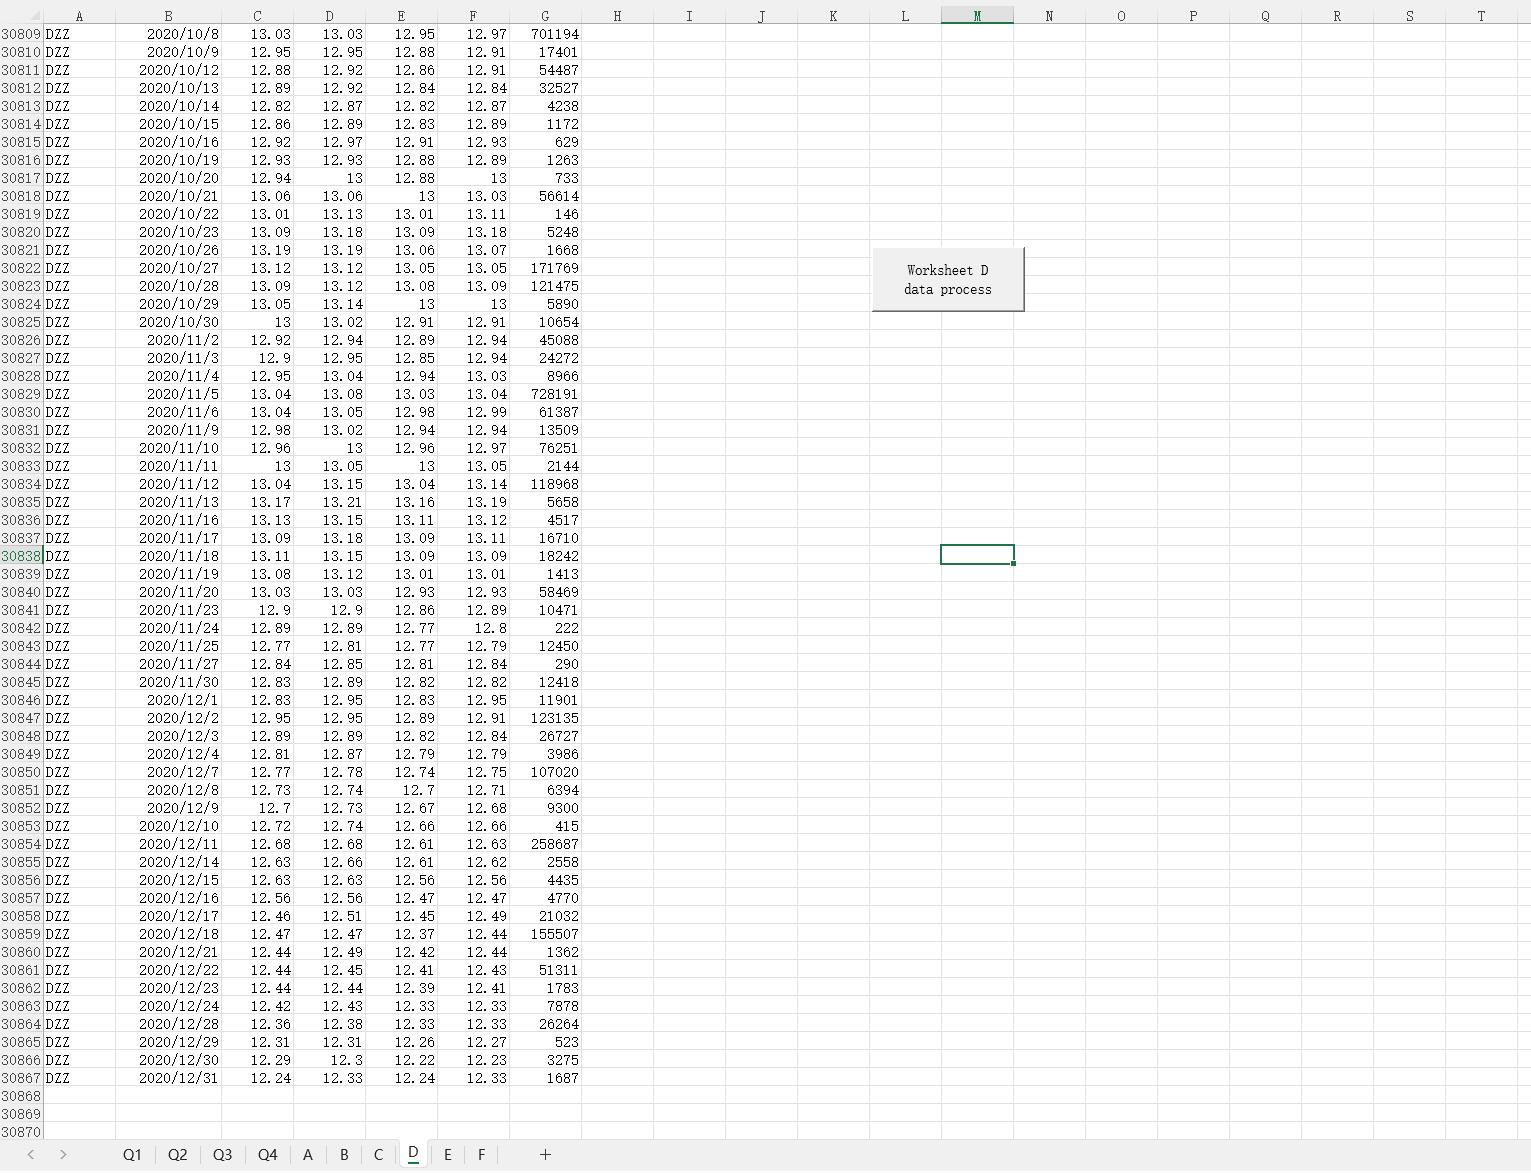 A B C D E F G H I J K L M N O P Q R S T
30809 DZZ 2020/10/8 13.03 13.03 12.95 12.97 701194
30810 DZZ 2020/10/9 12.95 12.95 12.88 12.91 17401
30811 DZZ 2020/10/12 12.88 12.92 12.86 12.91 54487
30812 DZZ 2020/10/13 12.89 12.92 12.84 12.84 32527
30813 DZZ 2020/10/14 12.82 12.87 12.82 12.87 4238
30814 DZZ 2020/10/15 12.86 12.89 12.83 12.89 1172
30815 DZZ 2020/10/16 12.92 12.97 12.91 12.93 629
30816 DZZ 2020/10/19 12.93 12.93 12.88 12.89 1263
30817 DZZ 2020/10/20 12.94 13 12.88 13 733
30818 DZZ 2020/10/21 13.06 13.06 13 13.03 56614
30819 DZZ 2020/10/22 13.01 13.13 13.01 13.11 146
30820 DZZ 2020/10/23 13.09 13.18 13.09 13.18 5248
30821 DZZ 2020/10/26 13.19 13.19 13.06 13.07 1668
30822 DZZ 2020/10/27 13.12 13.12 13.05 13.05 171769
Worksheet D
30823 DZZ 2020/10/28 13.09 13.12 13.08 13.09 121475
data process
30824 DZZ 2020/10/29 13.05 13.14 13 13 5890
30825 DZZ 2020/10/30 13 13.02 12.91 12.91 10654
30826 DZZ 2020/11/2 12.92 12.94 12.89 12.94 45088
30827 DZZ 2020/11/3 12.9 12.95 12.85 12.94 24272
30828 DZZ 2020/11/4 12.95 13.04 12.94 13.03 8966
30829 DZZ 2020/11/5 13.04 13.08 13.03 13.04 728191
30830 DZZ 2020/11/6 13.04 13.05 12.98 12.99 61387
30831 DZZ 2020/11/9 12.98 13.02 12.94 12.94 13509
30832 DZZ 2020/11/10 12.96 13 12.96 12.97 76251
30833 DZZ 2020/11/11 13 13.05 13 13.05 2144
30834 DZZ 2020/11/12 13.04 13.15 13.04 13.14 118968
30835 DZZ 2020/11/13 13.17 13.21 13.16 13.19 5658
30836 DZZ 2020/11/16 13.13 13.15 13.11 13.12 4517
30837 DZZ 2020/11/17 13.09 13.18 13.09 13.11 16710
30838 DZZ 2020/11/18 13.11 13.15 13.09 13.09 18242
30839 DZZ 2020/11/19 13.08 13.12 13.01 13.01 1413
30840 DZZ 2020/11/20 13.03 13.03 12.93 12.93 58469
30841 DZZ 2020/11/23 12.9 12.9 12.86 12.89 10471
30842 DZZ 2020/11/24 12.89 12.89 12.77 12.8 222
30843 DZZ 2020/11/25 12.77 12.81 12.77 12.79 12450
30844 DZZ 2020/11/27 12.84 12.85 12.81 12.84 290
30845 DZZ 2020/11/30 12.83 12.89 12.82 12.82 12418
30846 DZZ 2020/12/1 12.83 12.95 12.83 12.95 11901
30847 DZZ 2020/12/2 12.95 12.95 12.89 12.91 123135
30848 DZZ 2020/12/3 12.89 12.89 12.82 12.84 26727
30849 DZZ 2020/12/4 12.81 12.87 12.79 12.79 3986
30850 DZZ 2020/12/7 12.77 12.78 12.74 12.75 107020
30851 DZZ 2020/12/8 12.73 12.74 12.7 12.71 6394
30852 DZZ 2020/12/9 12.7 12.73 12.67 12.68 9300
30853 DZZ 2020/12/10 12.72 12.74 12.66 12.66 415
30854 DZZ 2020/12/11 12.68 12.68 12.61 12.63 258687
30855 DZZ 2020/12/14 12.63 12.66 12.61 12.62 2558
30856 DZZ 2020/12/15 12.63 12.63 12.56 12.56 4435
30857 DZZ 2020/12/16 12.56 12.56 12.47 12.47 4770
30858 DZZ 2020/12/17 12.46 12.51 12.45 12.49 21032
30859 DZZ 2020/12/18 12.47 12.47 12.37 12.44 155507
30860 DZZ 2020/12/21 12.44 12.49 12.42 12.44 1362
30861 DZZ 2020/12/22 12.44 12.45 12.41 12.43 51311
30862 DZZ 2020/12/23 12.44 12.44 12.39 12.41 1783
30863 DZZ 2020/12/24 12.42 12.43 12.33 12.33 7878
30864 DZZ 2020/12/28 12.36 12.38 12.33 12.33 26264
30865 DZZ 2020/12/29 12.31 12.31 12.26 12.27 523
30866 DZZ 2020/12/30 12.29 12.3 12.22 12.23 3275
30867 DZZ 2020/12/31 12.24 12.33 12.24 12.33 1687
30868
30869
30870
Q1 Q2 Q3 Q4 A B C D E F +